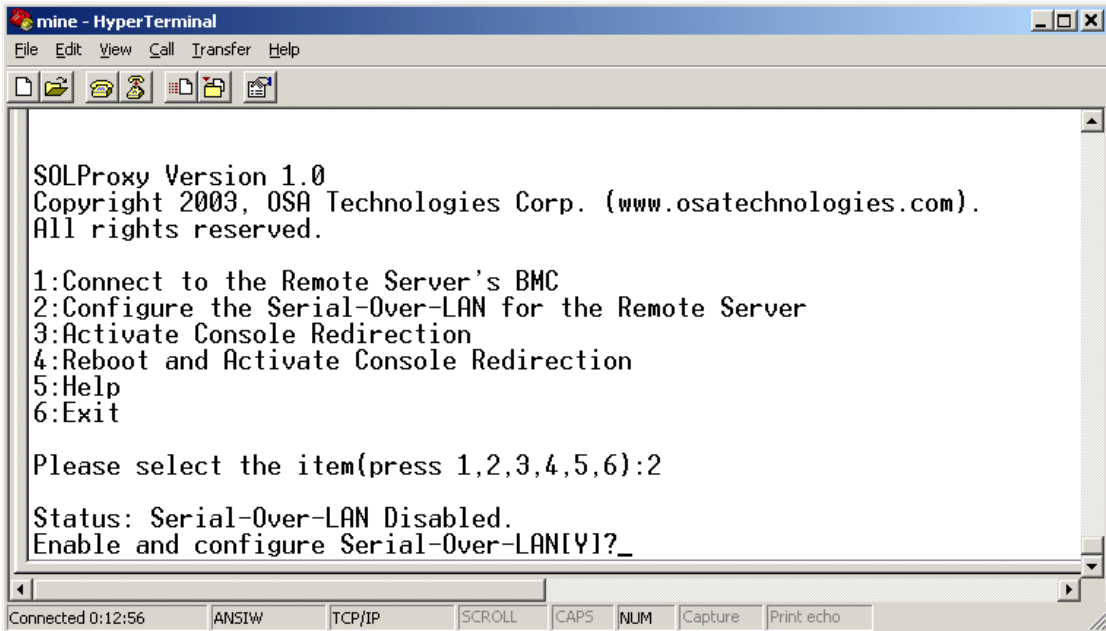 mine - HyperTerminal
File Edit View Call Transfer Help
SOLProxy Version 1.0
Copyright 2003, OSA Technologies Corp. (www.osatechnologies.com).
All rights reserved.
1:Connect to the Remote Server's BMC
2:Configure the Serial-Over-LAN for the Remote Server
3:Activate Console Redirection
4:Reboot and Activate Console Redirection
5:Help
6:Exit
Please select the item(press 1,2,3,4,5,6):2
Status: Serial-Over-LAN Disabled.
Enable and configure Serial-Over-LAN[Y]?_
Connected 0:12:56 ANSIW TCP/IP SCROLL CAPS NUM Capture Print echo